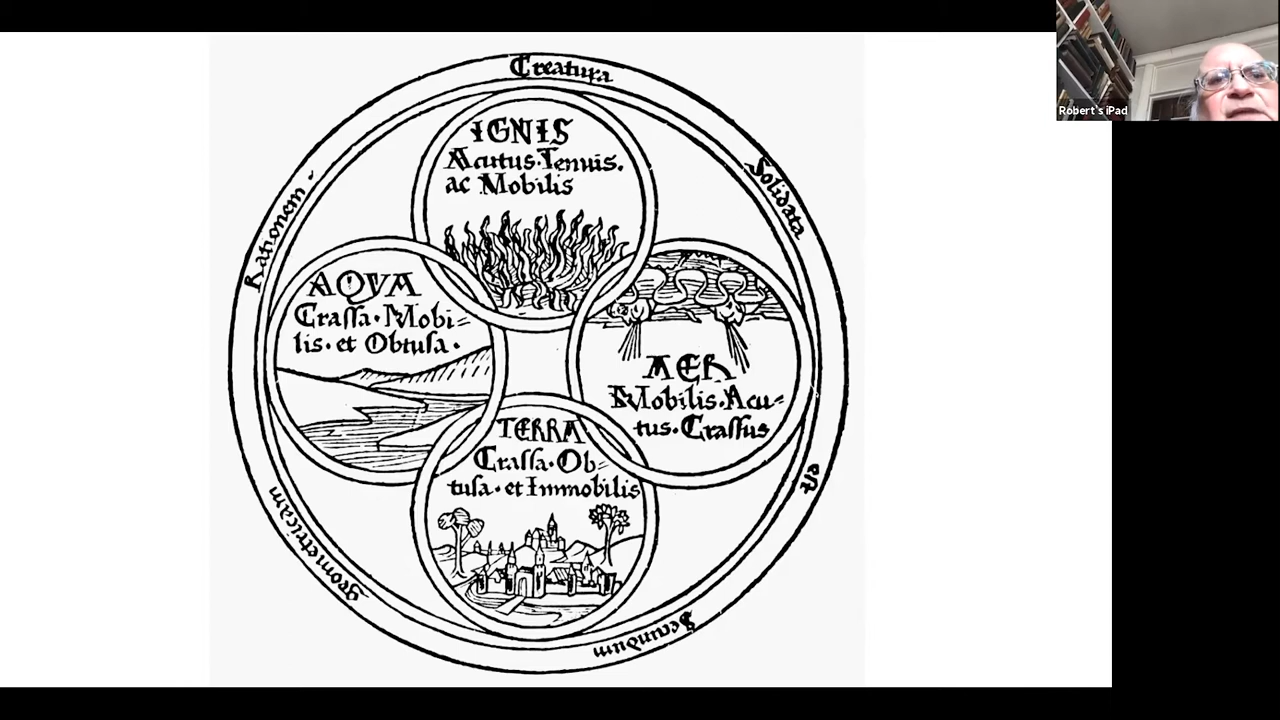 Creatura
Solidata
est
Secundum
geometricam
Rationem
IGNIS
Acutus·Tenuis.
ac Mobilis
AQVA
Crassa·Mobi=
lis·et Obtusa·
AER
Mobilis·Acu=
tus·Crassus
TERRA
Crassa·Ob=
tusa·et Immobilis
Robert's iPad